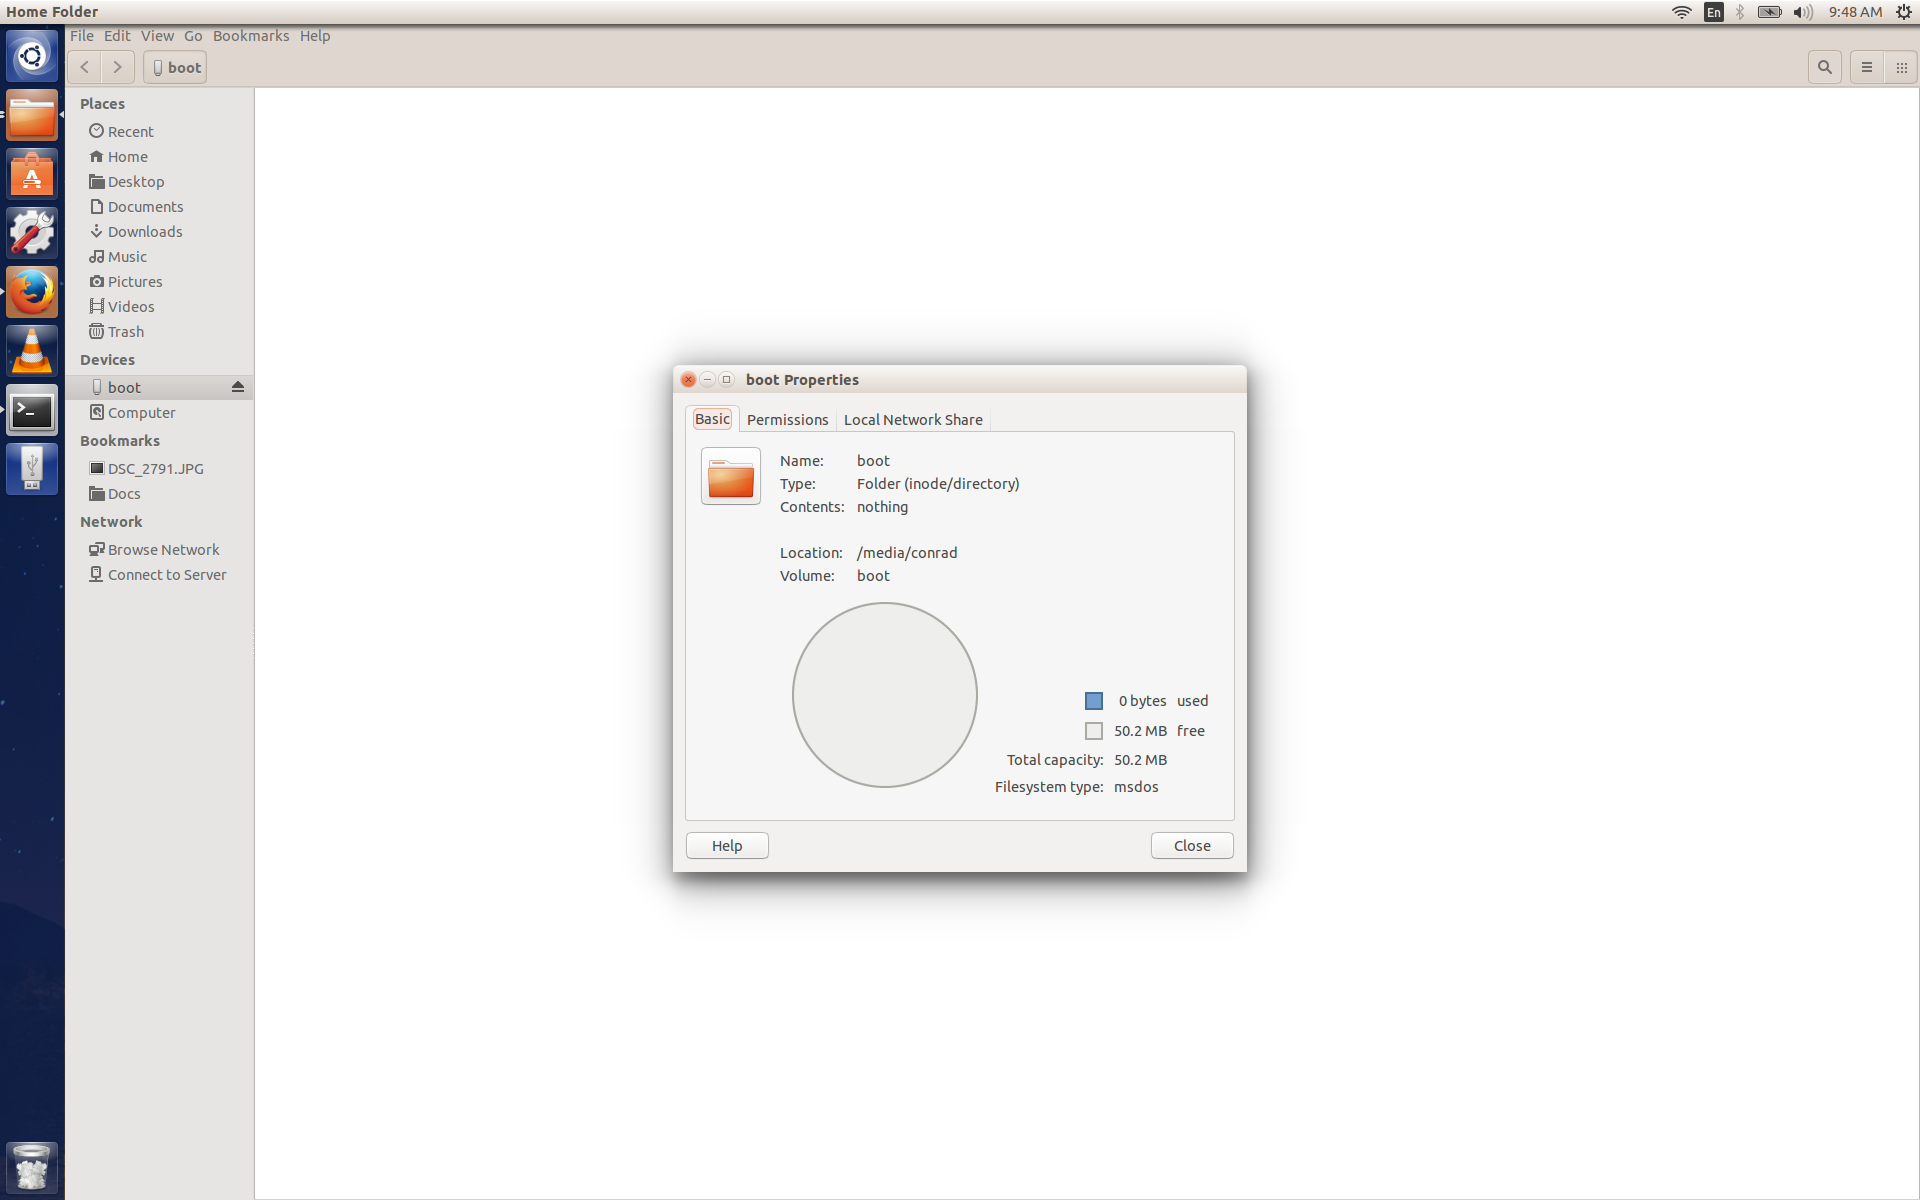 Home Folder
En
9:48 AM
File Edit View Go Bookmarks Help
boot
Places
Recent
Home
Desktop
Documents
Downloads
Music
Pictures
Videos
Trash
Devices
boot
Computer
Bookmarks
DSC_2791.JPG
Docs
Network
Browse Network
Connect to Server
boot Properties
Basic Permissions Local Network Share
Name: boot
Type: Folder (inode/directory)
Contents: nothing
Location: /media/conrad
Volume: boot
0 bytes used
50.2 MB free
Total capacity: 50.2 MB
Filesystem type: msdos
Help Close